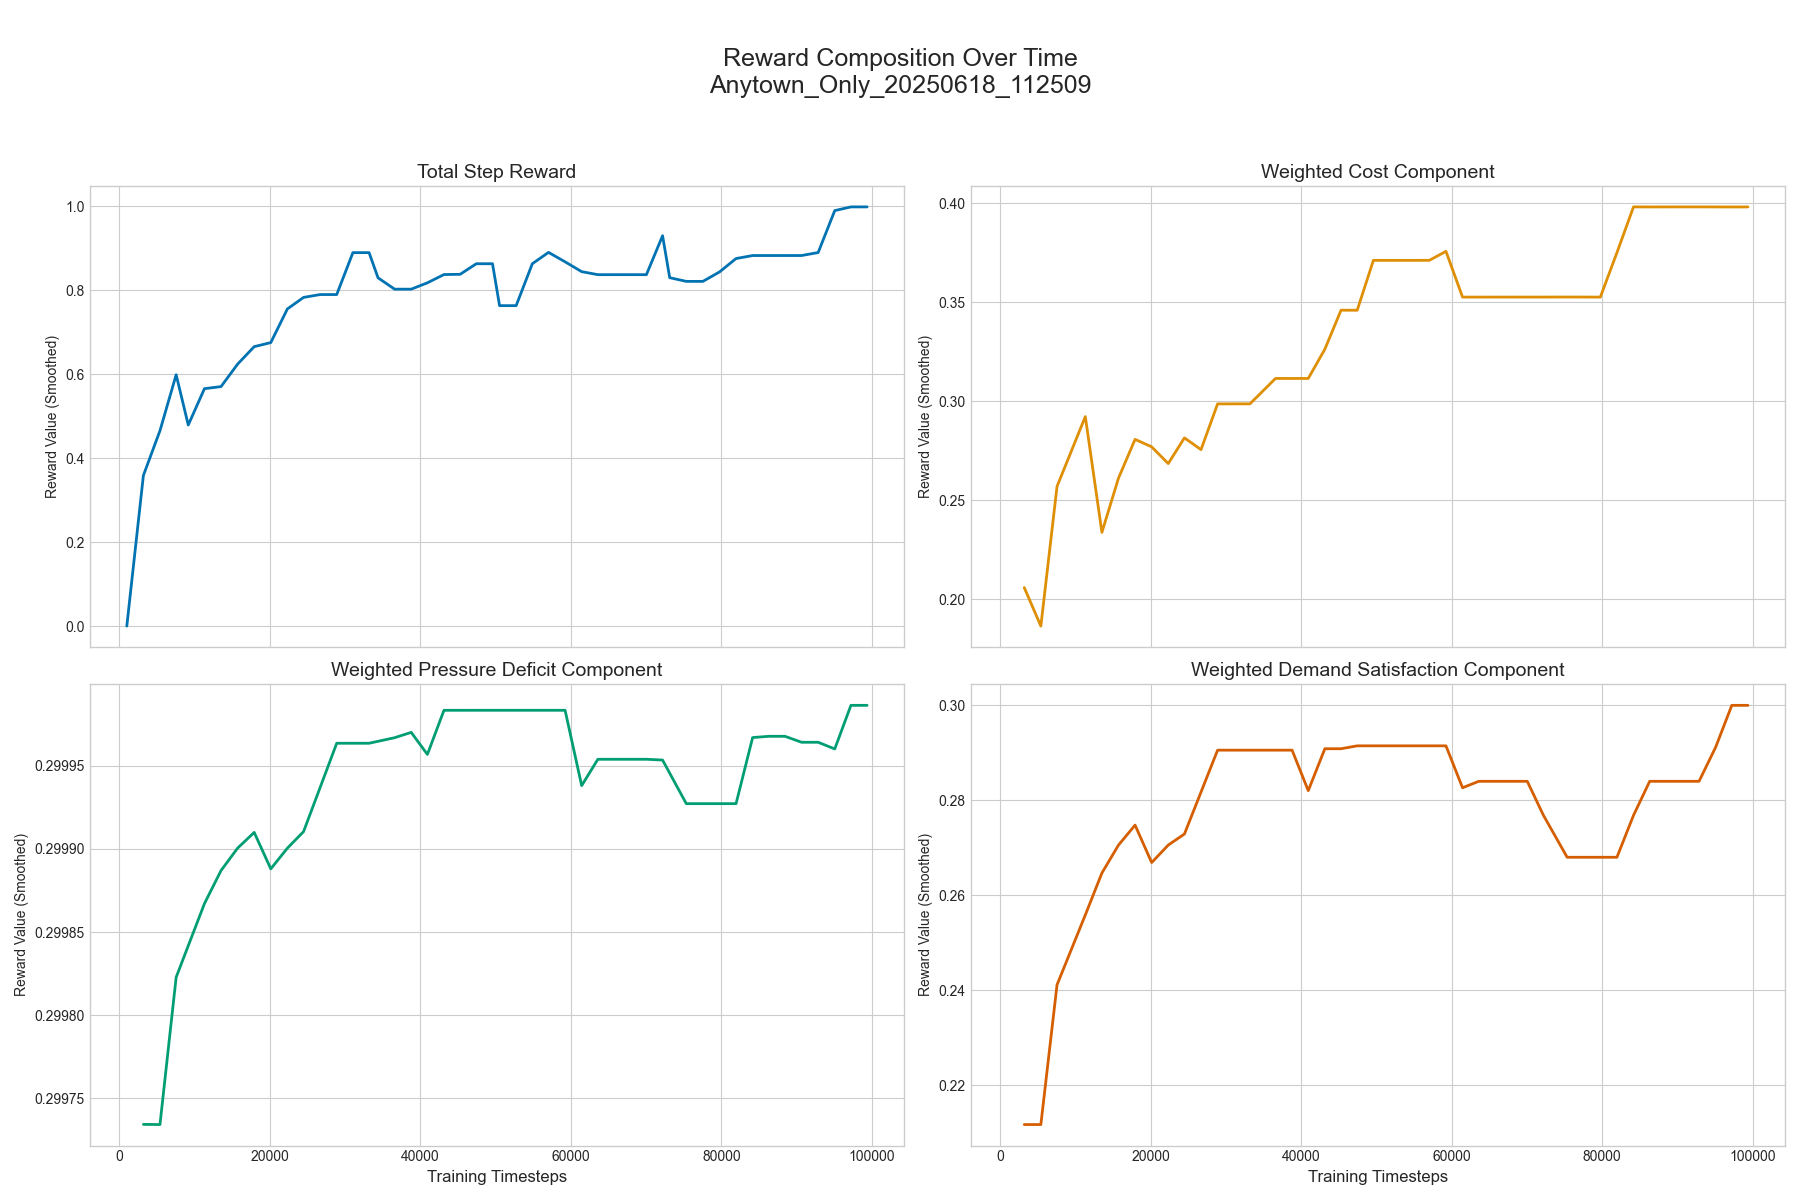 Reward Composition Over Time
Anytown_Only_20250618_112509
Total Step Reward
Reward Value (Smoothed)
1.0
0.8
0.6
0.4
0.2
0.0
Weighted Cost Component
Reward Value (Smoothed)
0.40
0.35
0.30
0.25
0.20
Weighted Pressure Deficit Component
Reward Value (Smoothed)
0.29995
0.29990
0.29985
0.29980
0.29975
0 20000 40000 60000 80000 100000
Training Timesteps
Weighted Demand Satisfaction Component
Reward Value (Smoothed)
0.30
0.28
0.26
0.24
0.22
0 20000 40000 60000 80000 100000
Training Timesteps